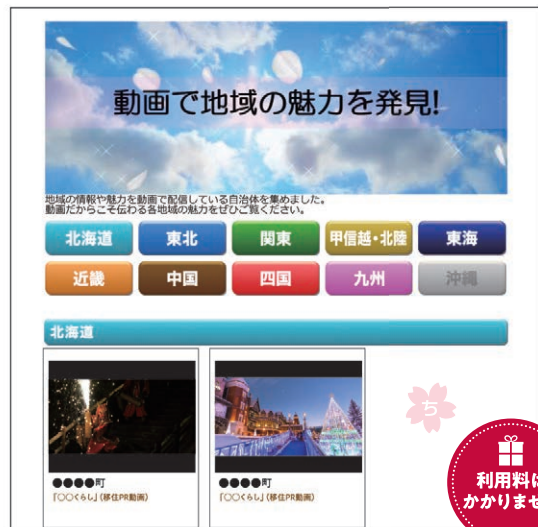 動画で地域の魅力を発見!
地域の情報や魅力を動画で配信している自治体を集めました。
動画だからこそ伝わる各地域の魅力をぜひご覧ください。
北海道
東北
関東
甲信越・北陸
東海
近畿
中国
四国
九州
沖縄
北海道
●●●●町
「○○くらし」（移住PR動画）
●●●●町
「○○くらし」（移住PR動画）
ち
利用料は
かかりませ